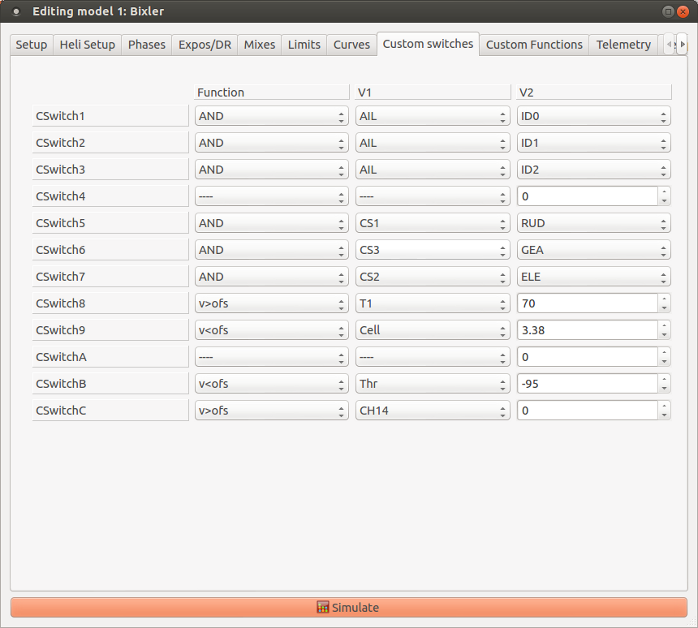 Editing model 1: Bixler
Setup Heli Setup Phases Expos/DR Mixes Limits Curves Custom switches Custom Functions Telemetry
Function V1 V2
CSwitch1 AND AIL ID0
CSwitch2 AND AIL ID1
CSwitch3 AND AIL ID2
CSwitch4 ---- ---- 0
CSwitch5 AND CS1 RUD
CSwitch6 AND CS3 GEA
CSwitch7 AND CS2 ELE
CSwitch8 v>ofs T1 70
CSwitch9 v<ofs Cell 3.38
CSwitchA ---- ---- 0
CSwitchB v<ofs Thr -95
CSwitchC v>ofs CH14 0
Simulate